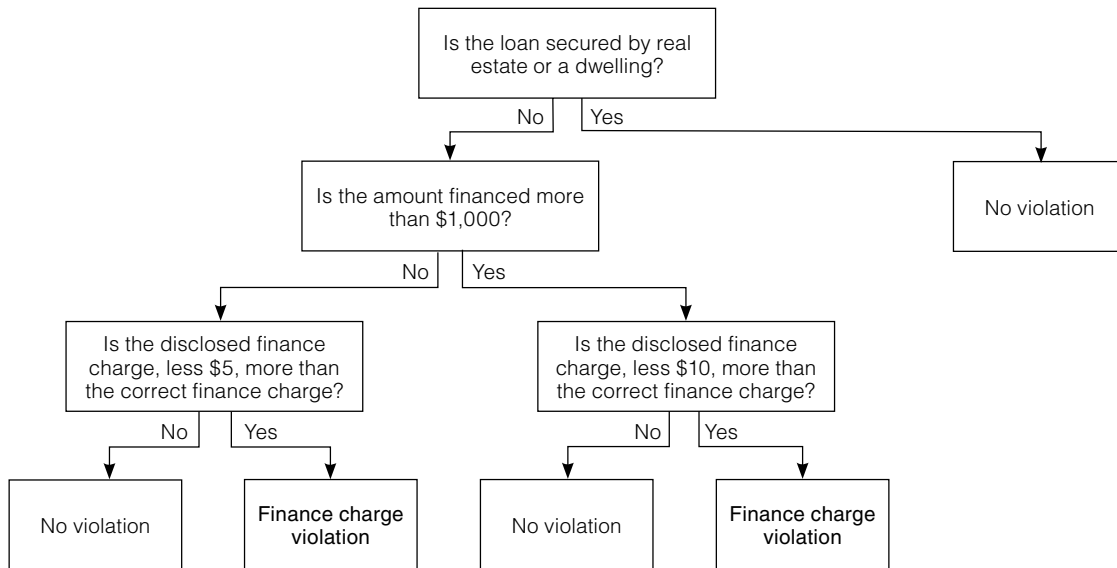 Is the loan secured by real
estate or a dwelling?
No
Yes
Is the amount financed more
than $1,000?
No violation
No
Yes
Is the disclosed finance
charge, less $5, more than
the correct finance charge?
Is the disclosed finance
charge, less $10, more than
the correct finance charge?
No
Yes
No
Yes
No violation
Finance charge
violation
No violation
Finance charge
violation